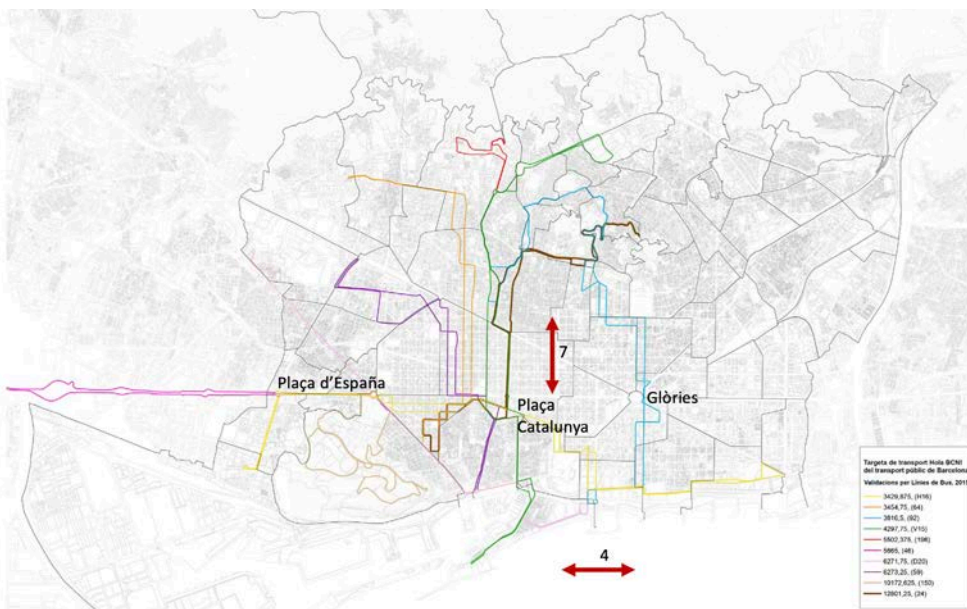 7
Plaça d'España
Plaça
Catalunya
Glòries
4
Targeta de transport Hola BCN!
del transport públic de Barcelona
Validacions per Línies de Bus, 2019
3429,875, (H16)
3454,75, (64)
3816,5, (92)
4297,75, (V15)
5502,375, (196)
5865, (46)
6271,75, (D20)
6273,25, (59)
10172,625, (150)
12801,25, (24)